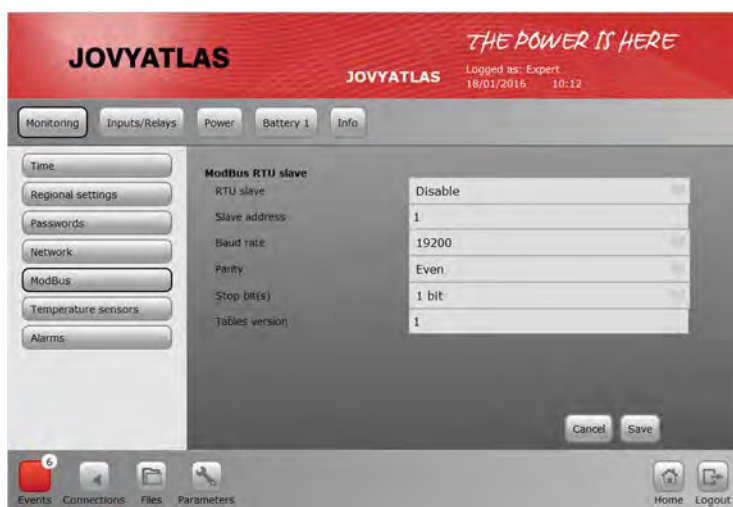 THE POWER IS HERE
JOVYATLAS
JOVYATLAS
Logged as: Expert
18/01/2016 10:12
Monitoring Inputs/Relays Power Battery 1 Info
Time
Regional settings
Passwords
Network
ModBus
Temperature sensors
Alarms
ModBus RTU slave
RTU slave Disable
Slave address 1
Baud rate 19200
Parity Even
Stop bit(s) 1 bit
Tables version 1
Cancel Save
6
Events Connections Files Parameters Home Logout